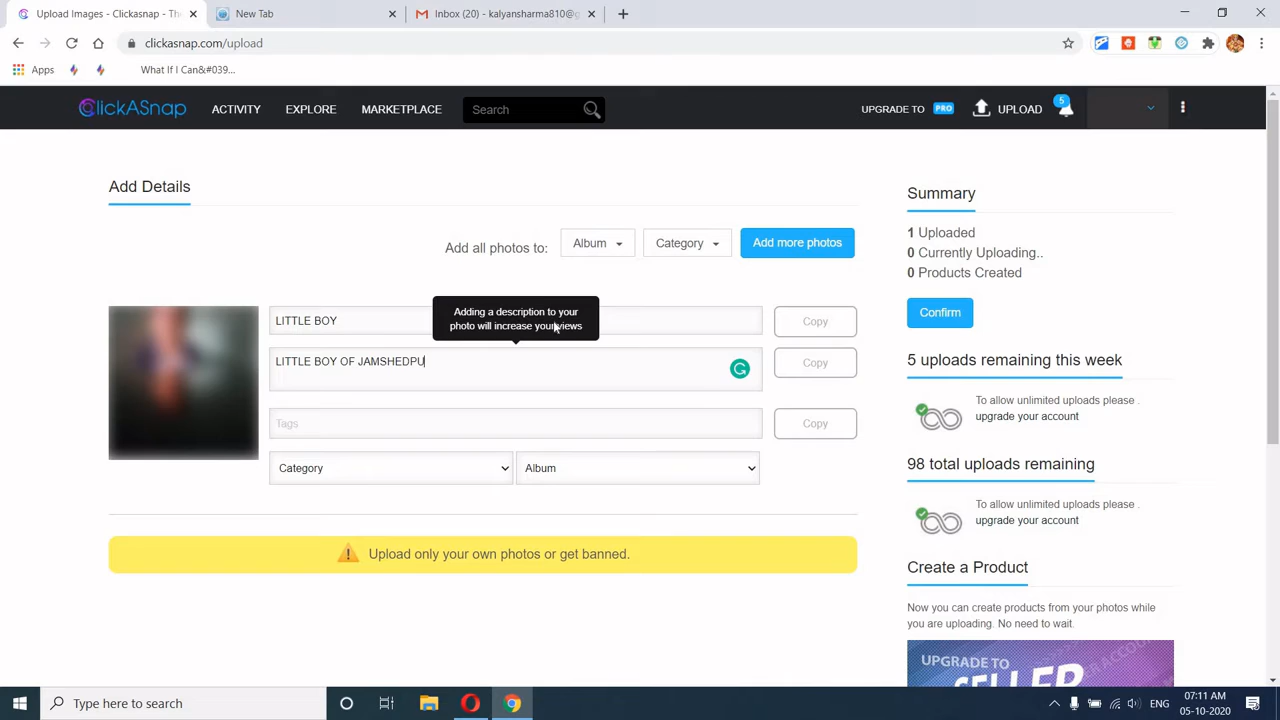 Upload Images - Clickasnap - Th
New Tab
Inbox (20) - kalyansharma810@g
clickasnap.com/upload
Apps
What If I Can&#039...
ClickASnap
ACTIVITY
EXPLORE
MARKETPLACE
Search
UPGRADE TO PRO
UPLOAD
5
Add Details
Add all photos to:
Album
Category
Add more photos
LITTLE BOY
Adding a description to your
photo will increase your views
Copy
LITTLE BOY OF JAMSHEDPU
Copy
Tags
Copy
Category
Album
Upload only your own photos or get banned.
Summary
1 Uploaded
0 Currently Uploading..
0 Products Created
Confirm
5 uploads remaining this week
To allow unlimited uploads please .
upgrade your account
98 total uploads remaining
To allow unlimited uploads please .
upgrade your account
Create a Product
Now you can create products from your photos while
you are uploading. No need to wait.
UPGRADE TO
SELLER
Type here to search
ENG
07:11 AM
05-10-2020